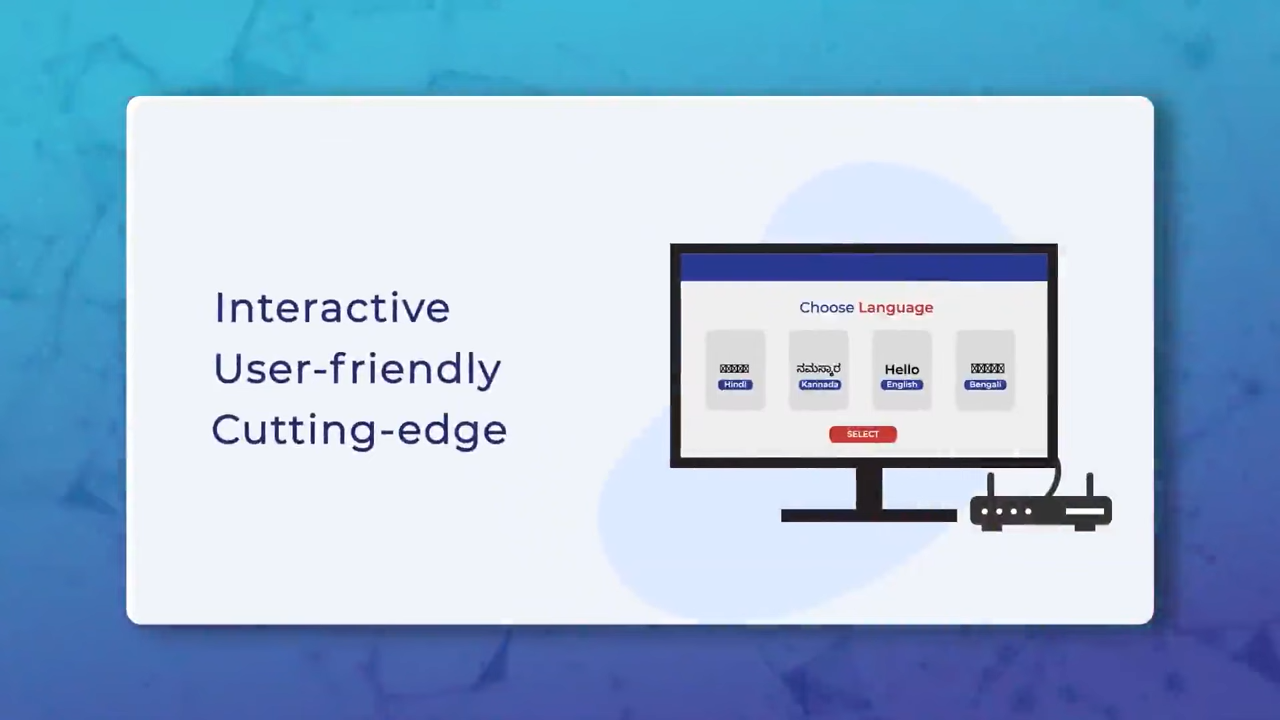 Interactive
User-friendly
Cutting-edge
Choose Language
ನಮಸ್ಕಾರ Hello
Hindi Kannada English Bengali
SELECT